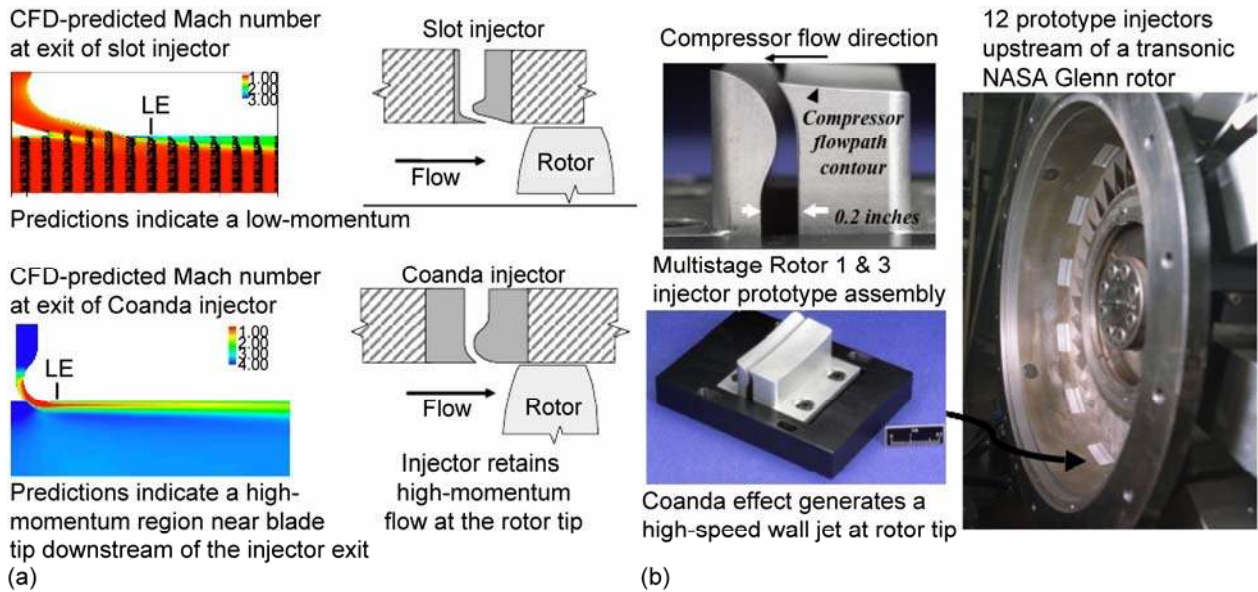 CFD-predicted Mach number
at exit of slot injector
1.00
2.00
3.00
LE
Predictions indicate a low-momentum
Slot injector
Flow
Rotor
CFD-predicted Mach number
at exit of Coanda injector
1.00
2.00
4.00
LE
Predictions indicate a high-
momentum region near blade
tip downstream of the injector exit
(a)
Coanda injector
Flow
Rotor
Injector retains
high-momentum
flow at the rotor tip
Compressor flow direction
Compressor
flowpath
contour
0.2 inches
Multistage Rotor 1 & 3
injector prototype assembly
Coanda effect generates a
high-speed wall jet at rotor tip
(b)
12 prototype injectors
upstream of a transonic
NASA Glenn rotor